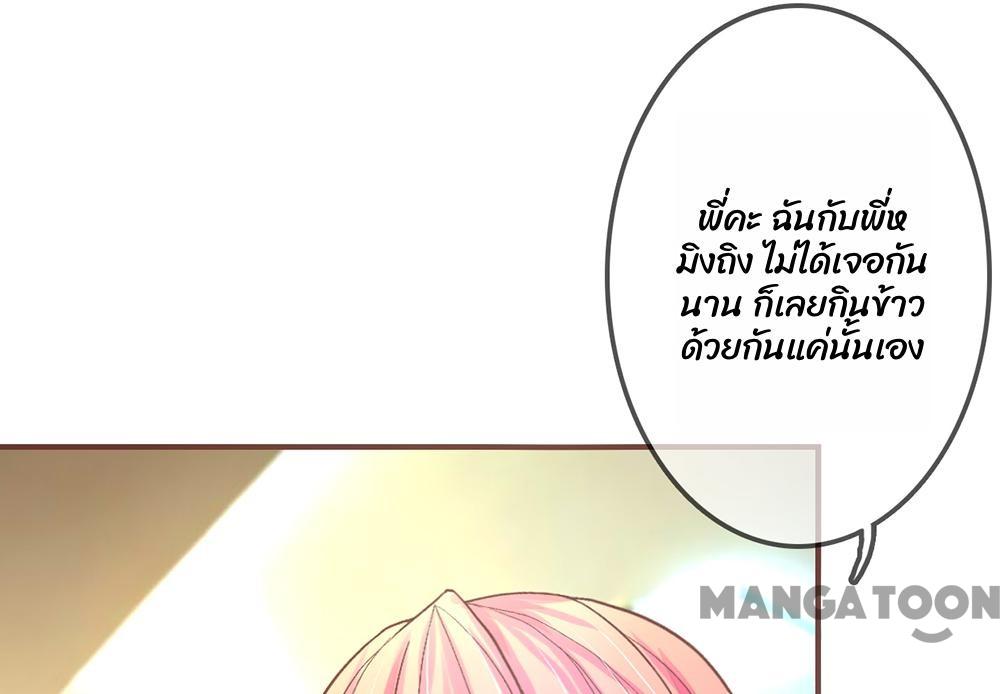 พี่คะ ฉันกับพี่ห
มิงถิง ไม่ได้เจอกัน
นาน ก็เลยกินข้าว
ด้วยกันแค่นั้นเอง
MANGATOON